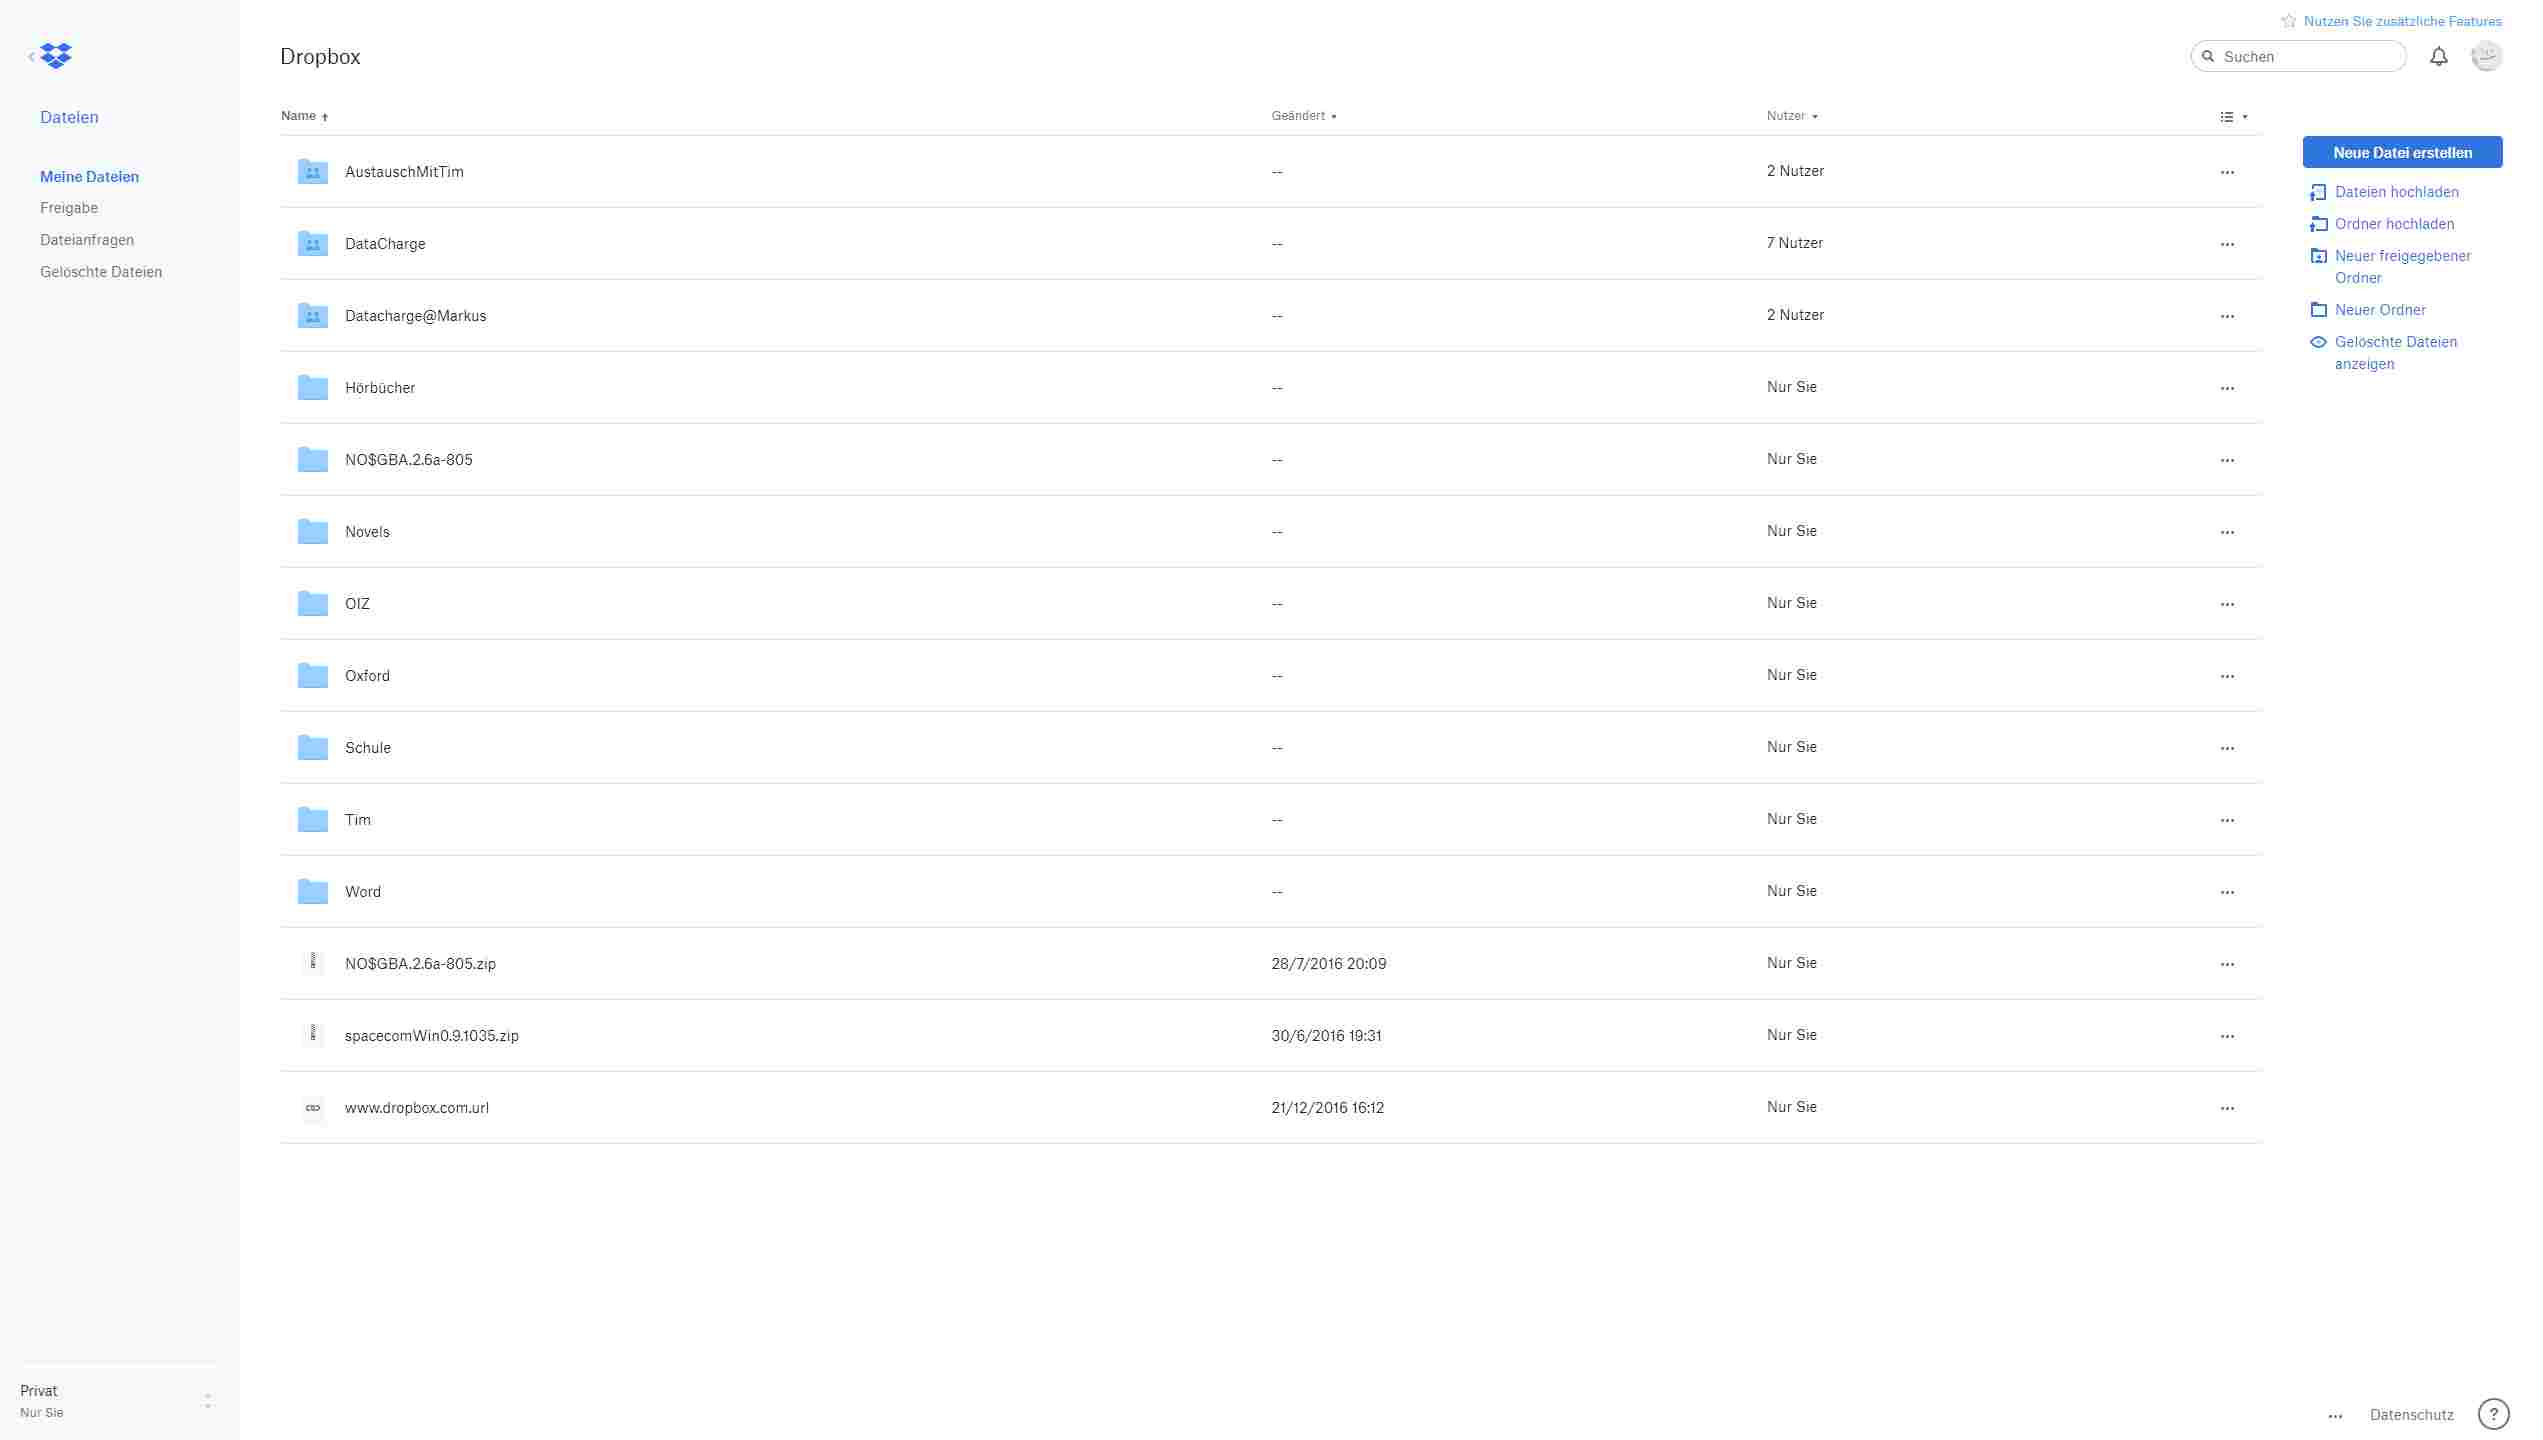 Nutzen Sie zusätzliche Features
Dropbox
Suchen
Dateien
Meine Dateien
Freigabe
Dateianfragen
Gelöschte Dateien
Name Geändert Nutzer
AustauschMitTim -- 2 Nutzer
DataCharge -- 7 Nutzer
Datacharge@Markus -- 2 Nutzer
Hörbücher -- Nur Sie
NO$GBA.2.6a-805 -- Nur Sie
Novels -- Nur Sie
OIZ -- Nur Sie
Oxford -- Nur Sie
Schule -- Nur Sie
Tim -- Nur Sie
Word -- Nur Sie
NO$GBA.2.6a-805.zip 28/7/2016 20:09 Nur Sie
spacecomWin0.9.1035.zip 30/6/2016 19:31 Nur Sie
www.dropbox.com.url 21/12/2016 16:12 Nur Sie
Neue Datei erstellen
Dateien hochladen
Ordner hochladen
Neuer freigegebener
Ordner
Neuer Ordner
Gelöschte Dateien
anzeigen
Privat
Nur Sie
Datenschutz
?